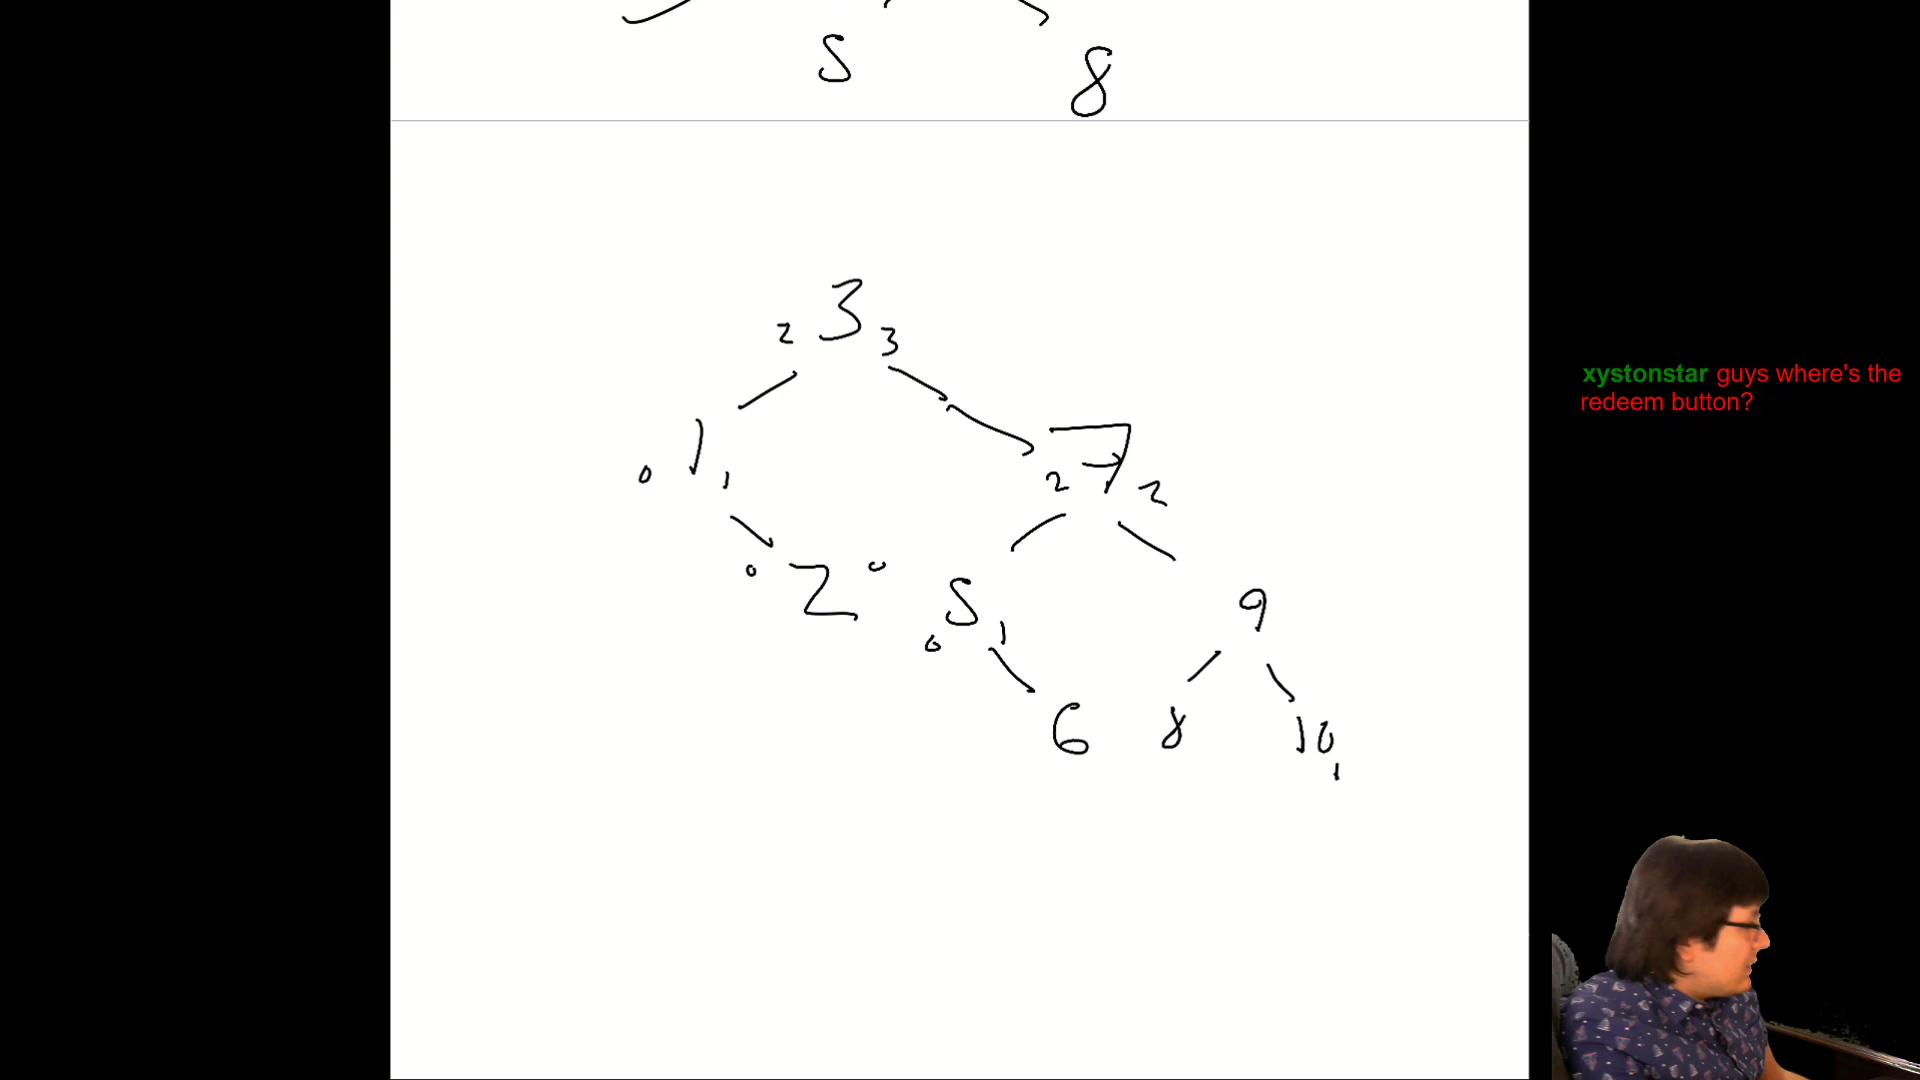 5 8
2 3 3
0 1 1
2 7 2
0 2 0
0 5 1
9
6 8 10 1
xystonstar guys where's the
redeem button?